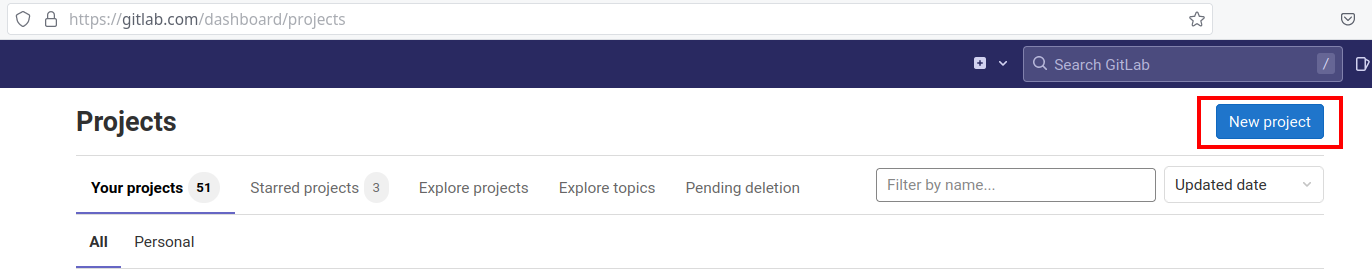 https://gitlab.com/dashboard/projects
Search GitLab /
Projects New project
Your projects 51 Starred projects 3 Explore projects Explore topics Pending deletion Filter by name... Updated date
All Personal